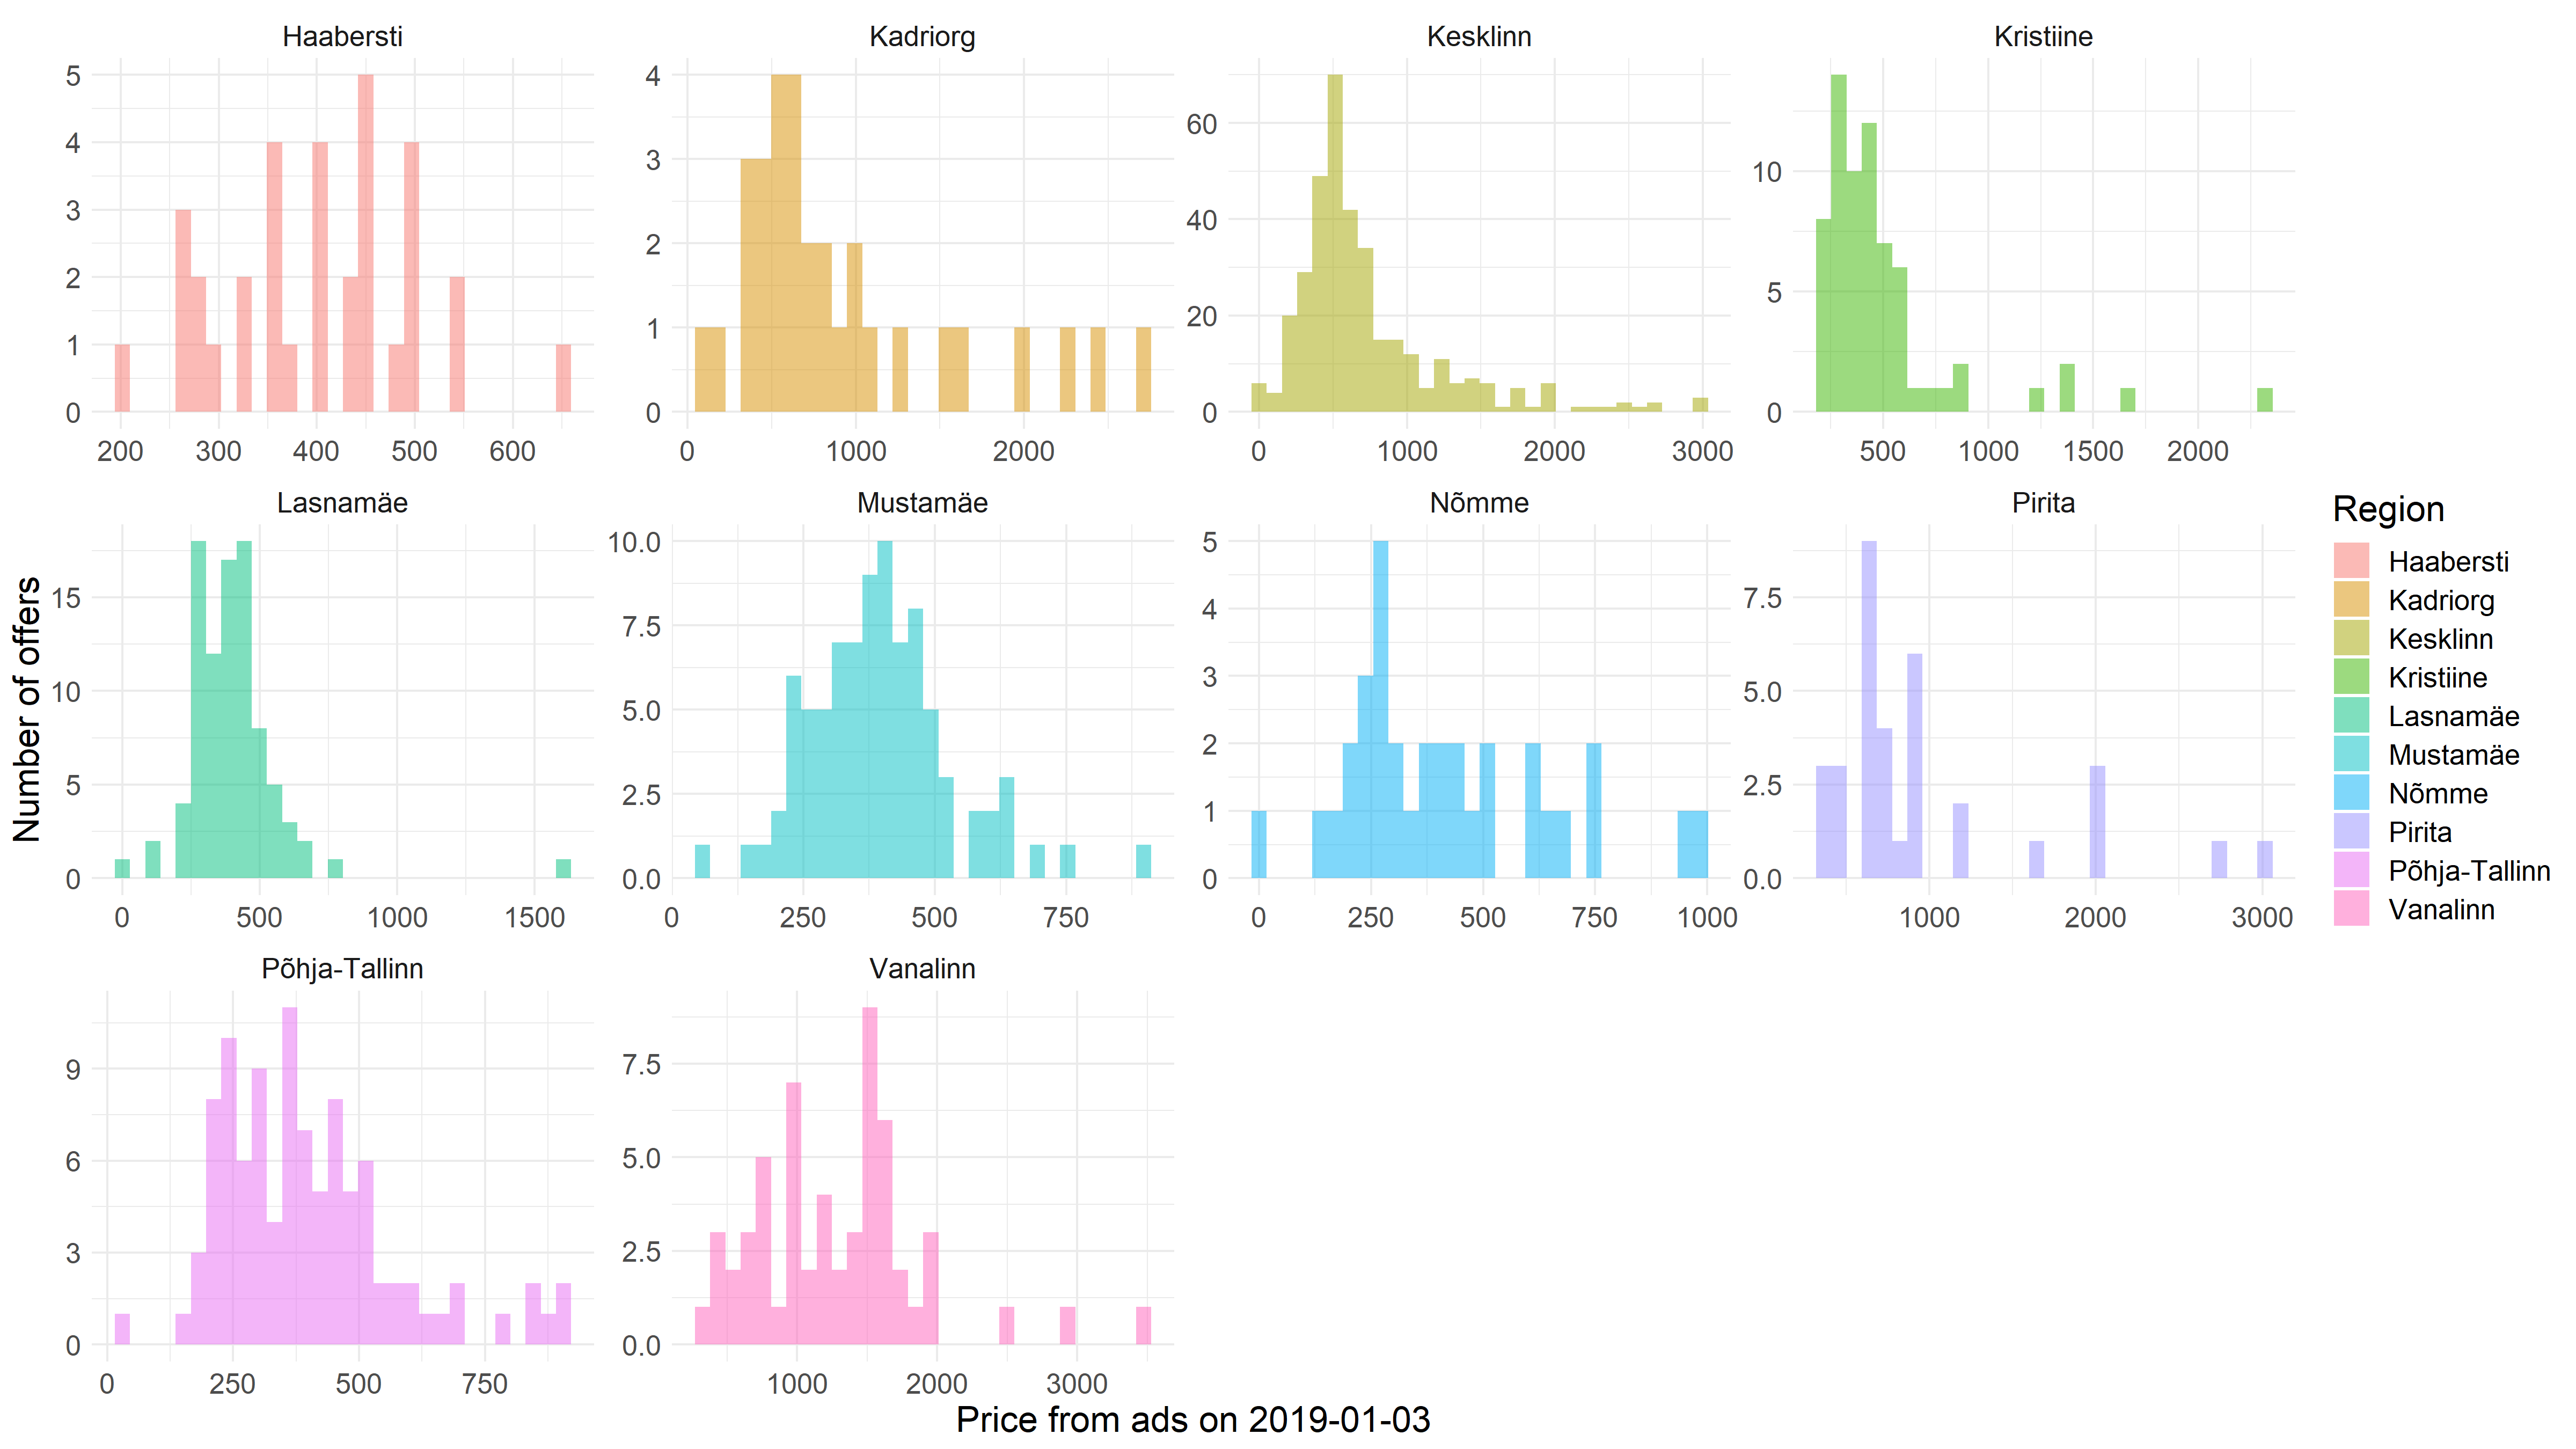 Haabersti
Kadriorg
Kesklinn
Kristiine
5
4
3
2
1
0
200 300 400 500 600
4
3
2
1
0
0 1000 2000
60
40
20
0
0 1000 2000 3000
10
5
0
500 1000 1500 2000
Lasnamäe
Mustamäe
Nõmme
Pirita
Number of offers
15
10
5
0
0 500 1000 1500
10.0
7.5
5.0
2.5
0.0
0 250 500 750
5
4
3
2
1
0
0 250 500 750 1000
7.5
5.0
2.5
0.0
1000 2000 3000
Region
Haabersti
Kadriorg
Kesklinn
Kristiine
Lasnamäe
Mustamäe
Nõmme
Pirita
Põhja-Tallinn
Vanalinn
Põhja-Tallinn
Vanalinn
9
6
3
0
0 250 500 750
7.5
5.0
2.5
0.0
1000 2000 3000
Price from ads on 2019-01-03